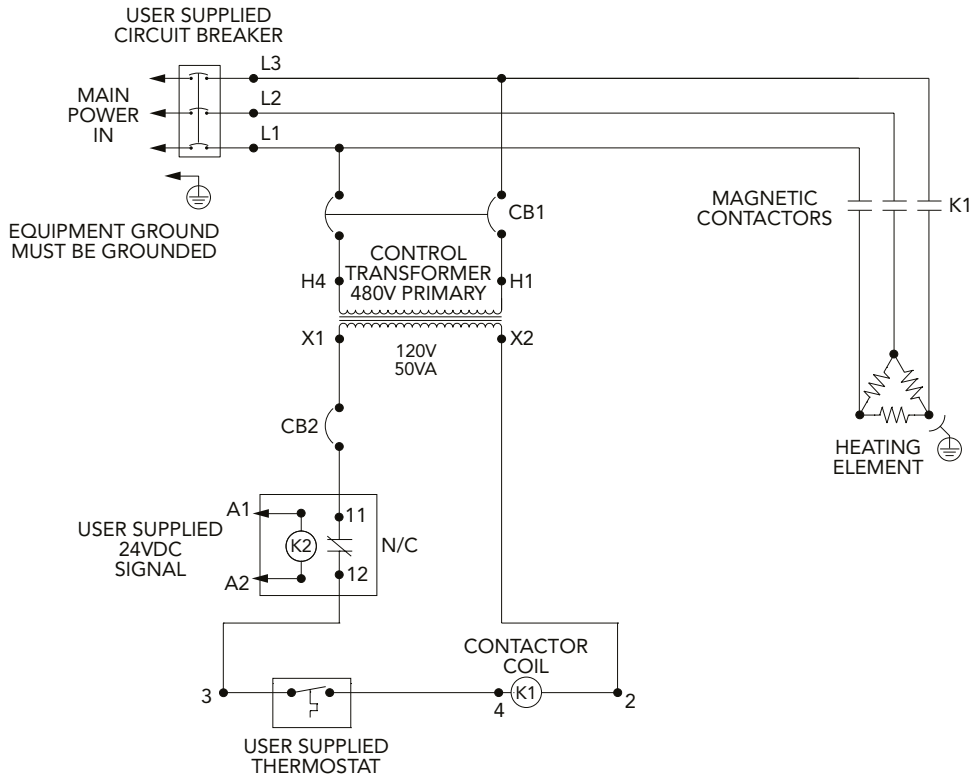 USER SUPPLIED
CIRCUIT BREAKER
L3
MAIN
POWER
IN
L2
L1
EQUIPMENT GROUND
MUST BE GROUNDED
CB1
MAGNETIC
CONTACTORS
K1
CONTROL
TRANSFORMER
480V PRIMARY
H4
H1
X1
X2
120V
50VA
CB2
HEATING
ELEMENT
USER SUPPLIED
24VDC
SIGNAL
A1
K2
A2
11
N/C
12
CONTACTOR
COIL
3
4
K1
2
USER SUPPLIED
THERMOSTAT